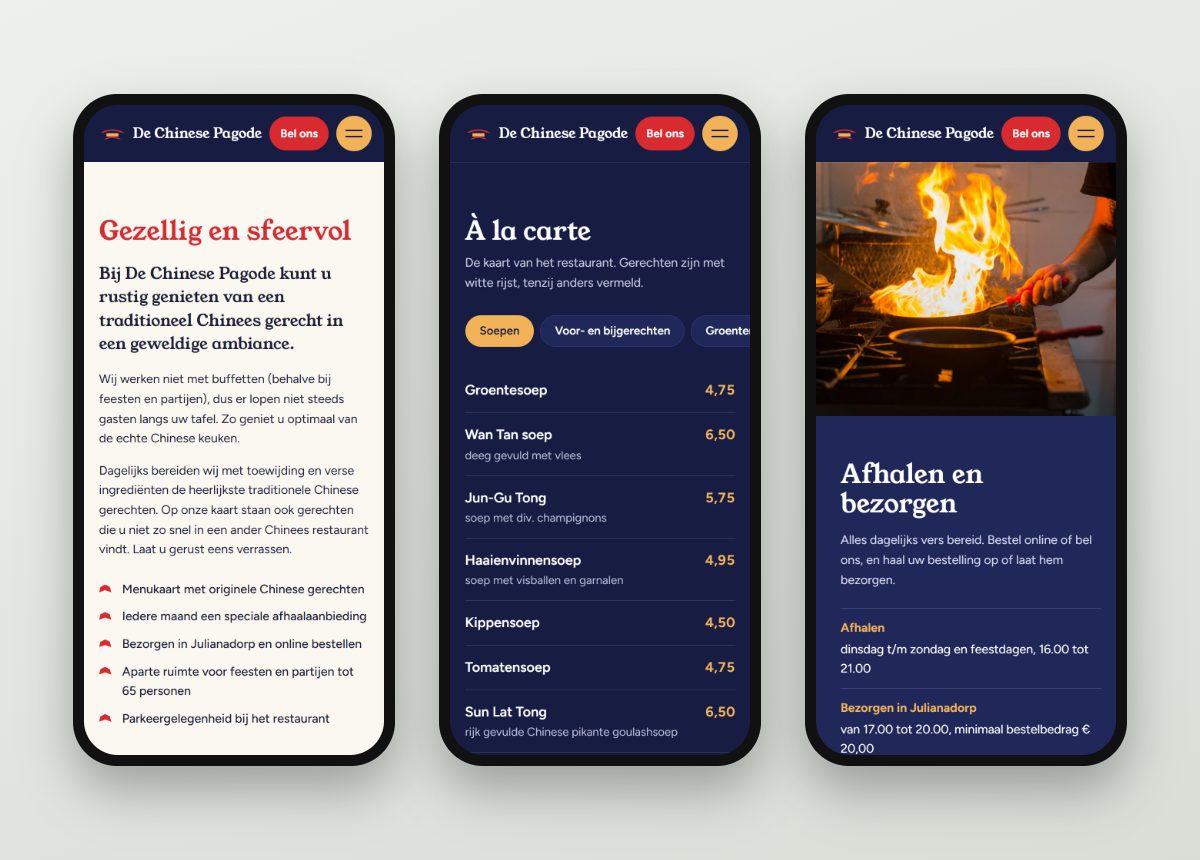 De Chinese Pagode
Bel ons
Gezellig en sfeervol
Bij De Chinese Pagode kunt u
rustig genieten van een
traditioneel Chinees gerecht in
een geweldige ambiance.
Wij werken niet met buffetten (behalve bij
feesten en partijen), dus er lopen niet steeds
gasten langs uw tafel. Zo geniet u optimaal van
de echte Chinese keuken.
Dagelijks bereiden wij met toewijding en verse
ingrediënten de heerlijkste traditionele Chinese
gerechten. Op onze kaart staan ook gerechten
die u niet zo snel in een ander Chinees restaurant
vindt. Laat u gerust eens verrassen.
Menukaart met originele Chinese gerechten
Iedere maand een speciale afhaalaanbieding
Bezorgen in Julianadorp en online bestellen
Aparte ruimte voor feesten en partijen tot
65 personen
Parkeergelegenheid bij het restaurant
De Chinese Pagode
Bel ons
À la carte
De kaart van het restaurant. Gerechten zijn met
witte rijst, tenzij anders vermeld.
Soepen
Voor- en bijgerechten
Groente
Groentesoep 4,75
Wan Tan soep 6,50
deeg gevuld met vlees
Jun-Gu Tong 5,75
soep met div. champignons
Haaienvinnensoep 4,95
soep met visballen en garnalen
Kippensoep 4,50
Tomatensoep 4,75
Sun Lat Tong 6,50
rijk gevulde Chinese pikante goulashsoep
De Chinese Pagode
Bel ons
Afhalen en
bezorgen
Alles dagelijks vers bereid. Bestel online of bel
ons, en haal uw bestelling op of laat hem
bezorgen.
Afhalen
dinsdag t/m zondag en feestdagen, 16.00 tot
21.00
Bezorgen in Julianadorp
van 17.00 tot 20.00, minimaal bestelbedrag €
20,00